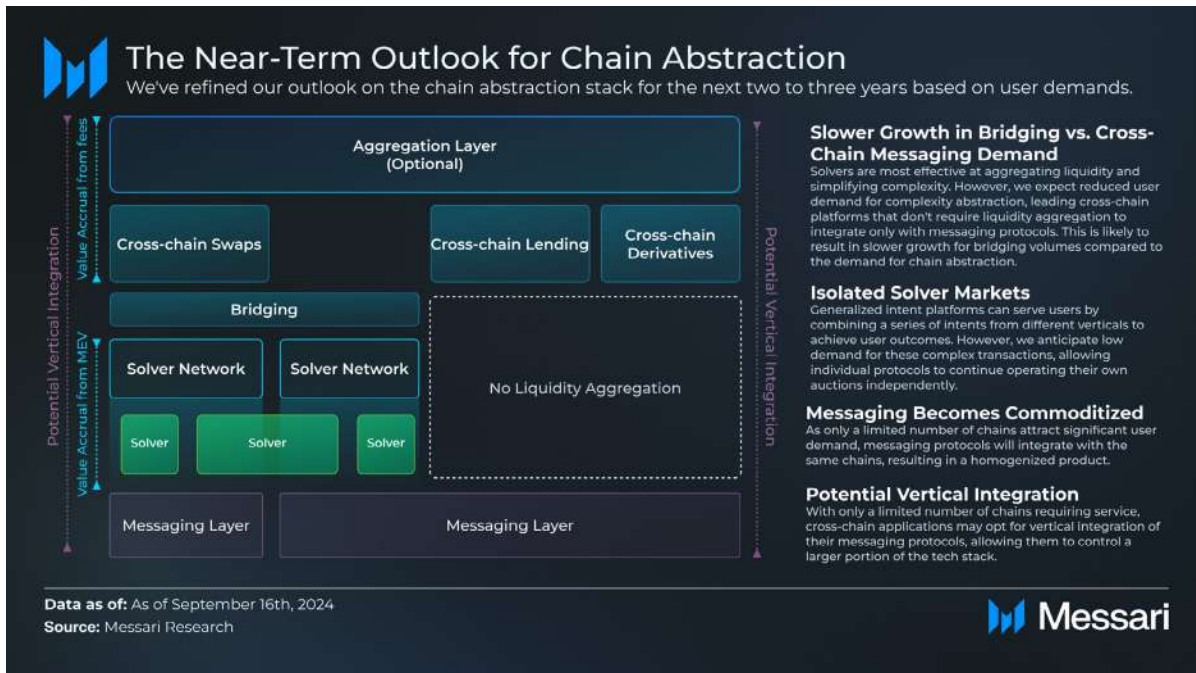 The Near-Term Outlook for Chain Abstraction
We've refined our outlook on the chain abstraction stack for the next two to three years based on user demands.
Potential Vertical Integration
Value Accrual from fees
Value Accrual from MEV
Aggregation Layer
(Optional)
Cross-chain Swaps
Cross-chain Lending
Cross-chain
Derivatives
Bridging
Solver Network
Solver Network
No Liquidity Aggregation
Solver
Solver
Solver
Messaging Layer
Messaging Layer
Potential Vertical Integration
Slower Growth in Bridging vs. Cross-
Chain Messaging Demand
Solvers are most effective at aggregating liquidity and
simplifying complexity. However, we expect reduced user
demand for complexity abstraction, leading cross-chain
platforms that don't require liquidity aggregation to
integrate only with messaging protocols. This is likely to
result in slower growth for bridging volumes compared to
the demand for chain abstraction.
Isolated Solver Markets
Generalized intent platforms can serve users by
combining a series of intents from different verticals to
achieve user outcomes. However, we anticipate low
demand for these complex transactions, allowing
individual protocols to continue operating their own
auctions independently.
Messaging Becomes Commoditized
As only a limited number of chains attract significant user
demand, messaging protocols will integrate with the
same chains, resulting in a homogenized product.
Potential Vertical Integration
With only a limited number of chains requiring service,
cross-chain applications may opt for vertical integration of
their messaging protocols, allowing them to control a
larger portion of the tech stack.
Data as of: As of September 16th, 2024
Source: Messari Research
Messari